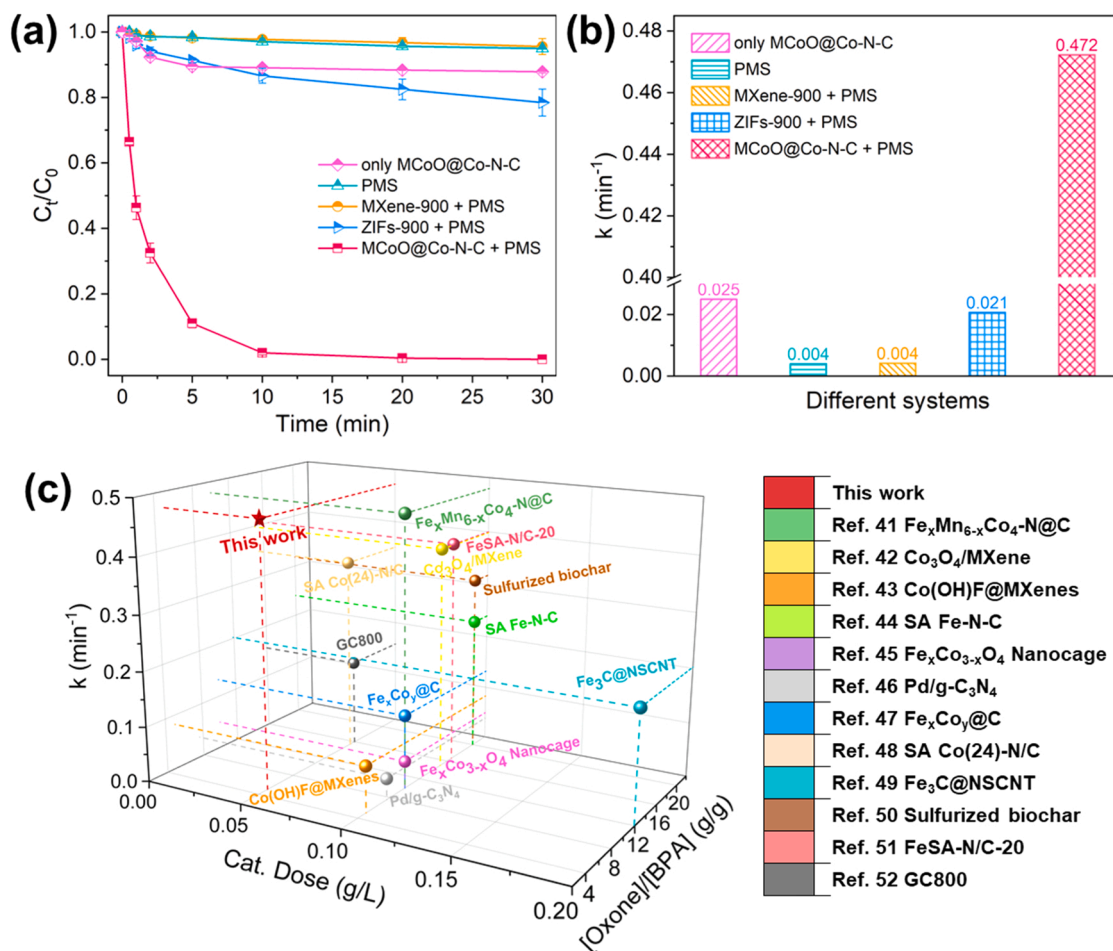 (a)
1.0
0.8
0.6
0.4
0.2
0.0
Cₜ/C₀
only MCoO@Co-N-C
PMS
MXene-900 + PMS
ZIFs-900 + PMS
MCoO@Co-N-C + PMS
0 5 10 15 20 25 30
Time (min)
(b)
0.48
0.46
0.44
0.42
0.40
0.02
0.00
k (min⁻¹)
only MCoO@Co-N-C
PMS
MXene-900 + PMS
ZIFs-900 + PMS
MCoO@Co-N-C + PMS
0.025
0.004
0.004
0.021
0.472
Different systems
(c)
0.5
0.4
0.3
0.2
0.1
0.0
k (min⁻¹)
This work
FeₓMn₆₋ₓCo₄-N@C
FeSA-N/C-20
Co₃O₄/MXene
SA Co(24)-N/C
Sulfurized biochar
SA Fe-N-C
GC800
Fe₃C@NSCNT
FeₓCoᵧ@C
FeₓCo₃₋ₓO₄ Nanocage
Co(OH)F@MXenes
Pd/g-C₃N₄
0.00 0.05 0.10 0.15 0.20
Cat. Dose (g/L)
4 8 12 16 20
[Oxone]/[BPA] (g/g)
This work
Ref. 41 FeₓMn₆₋ₓCo₄-N@C
Ref. 42 Co₃O₄/MXene
Ref. 43 Co(OH)F@MXenes
Ref. 44 SA Fe-N-C
Ref. 45 FeₓCo₃₋ₓO₄ Nanocage
Ref. 46 Pd/g-C₃N₄
Ref. 47 FeₓCoᵧ@C
Ref. 48 SA Co(24)-N/C
Ref. 49 Fe₃C@NSCNT
Ref. 50 Sulfurized biochar
Ref. 51 FeSA-N/C-20
Ref. 52 GC800